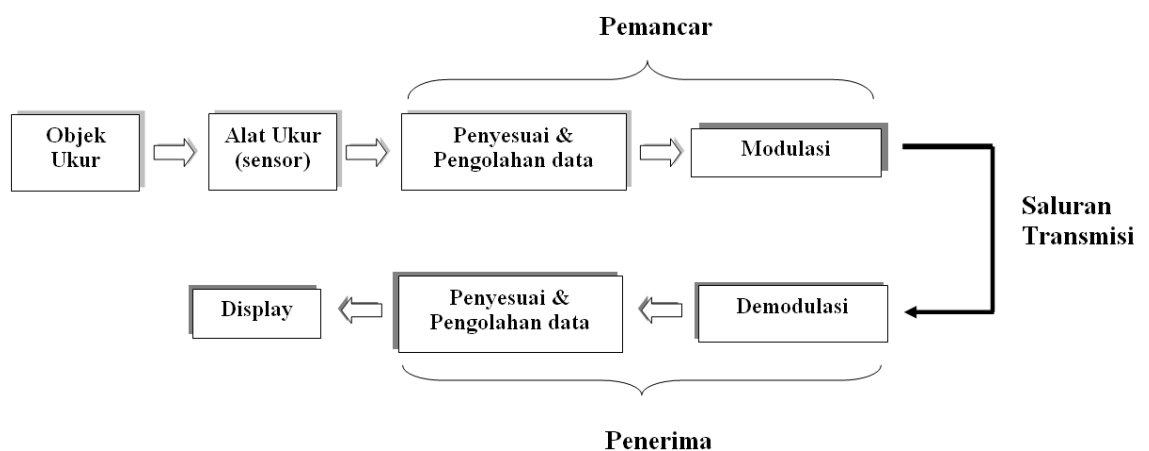 Pemancar
Objek
Ukur
Alat Ukur
(sensor)
Penyesuai &
Pengolahan data
Modulasi
Saluran
Transmisi
Display
Penyesuai &
Pengolahan data
Demodulasi
Penerima